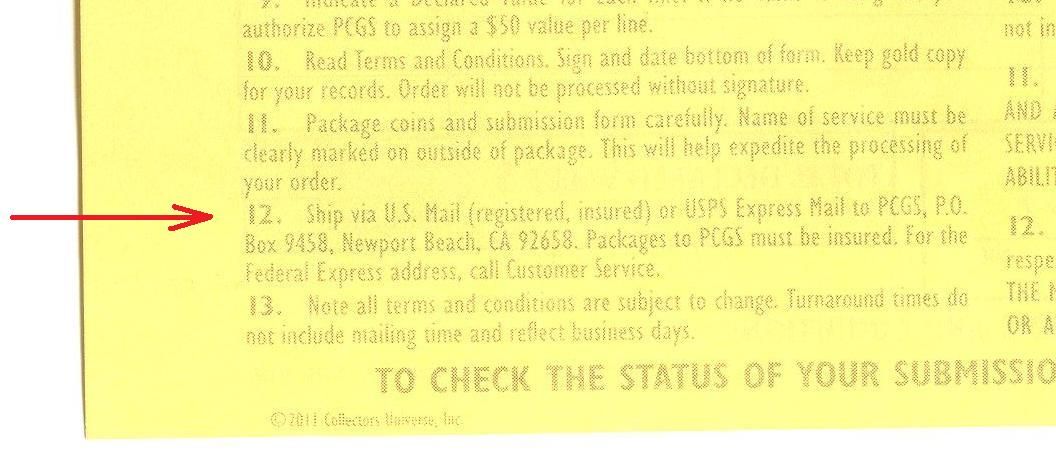 9. Indicate a Declared Value for each
authorize PCGS to assign a $50 value per line.
10. Read Terms and Conditions. Sign and date bottom of form. Keep gold copy
for your records. Order will not be processed without signature.
11. Package coins and submission form carefully. Name of service must be
clearly marked on outside of package. This will help expedite the processing of
your order.
12. Ship via U.S. Mail (registered, insured) or USPS Express Mail to PCGS, P.O.
Box 9458, Newport Beach, CA 92658. Packages to PCGS must be insured. For the
Federal Express address, call Customer Service.
13. Note all terms and conditions are subject to change. Turnaround times do
not include mailing time and reflect business days.
TO CHECK THE STATUS OF YOUR SUBMISSIO
©2011 Collectors Universe, Inc.
not in
11.
AND A
SERVI
ABILIT
12.
respe
THE
OR A